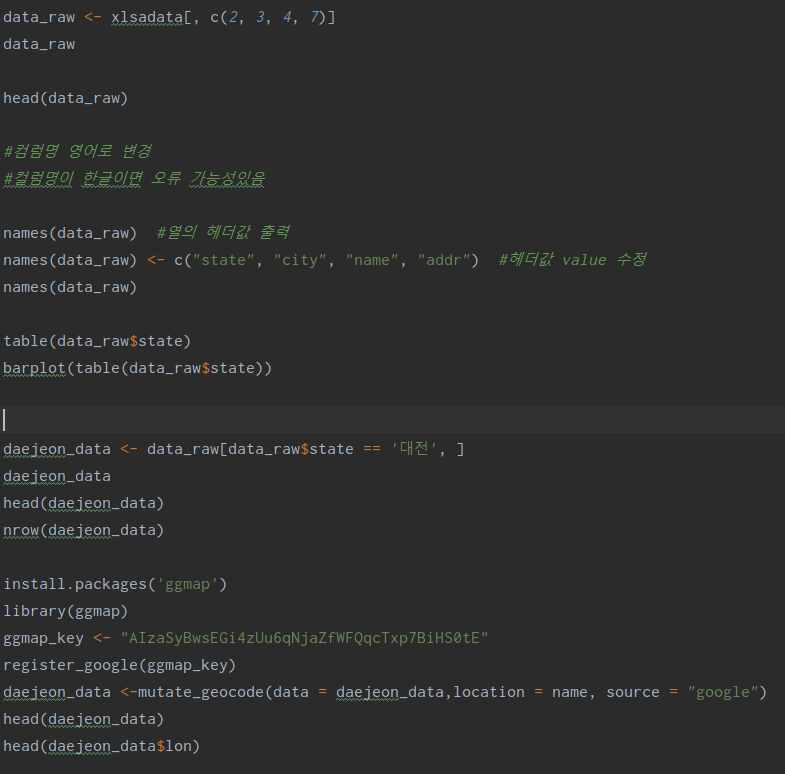 data_raw <- xlsadata[, c(2, 3, 4, 7)]
data_raw
head(data_raw)
#컴럼명 영어로 변경
#컬럼명이 한글이면 오류 가능성있음
names(data_raw)  #열의 헤더값 출력
names(data_raw) <- c("state", "city", "name", "addr")  #헤더값 value 수정
names(data_raw)
table(data_raw$state)
barplot(table(data_raw$state))
daejeon_data <- data_raw[data_raw$state == '대전', ]
daejeon_data
head(daejeon_data)
nrow(daejeon_data)
install.packages('ggmap')
library(ggmap)
ggmap_key <- "AIzaSyBwsEGi4zUu6qNjaZfWFQqcTxp7BiHS0tE"
register_google(ggmap_key)
daejeon_data <-mutate_geocode(data = daejeon_data,location = name, source = "google")
head(daejeon_data)
head(daejeon_data$lon)